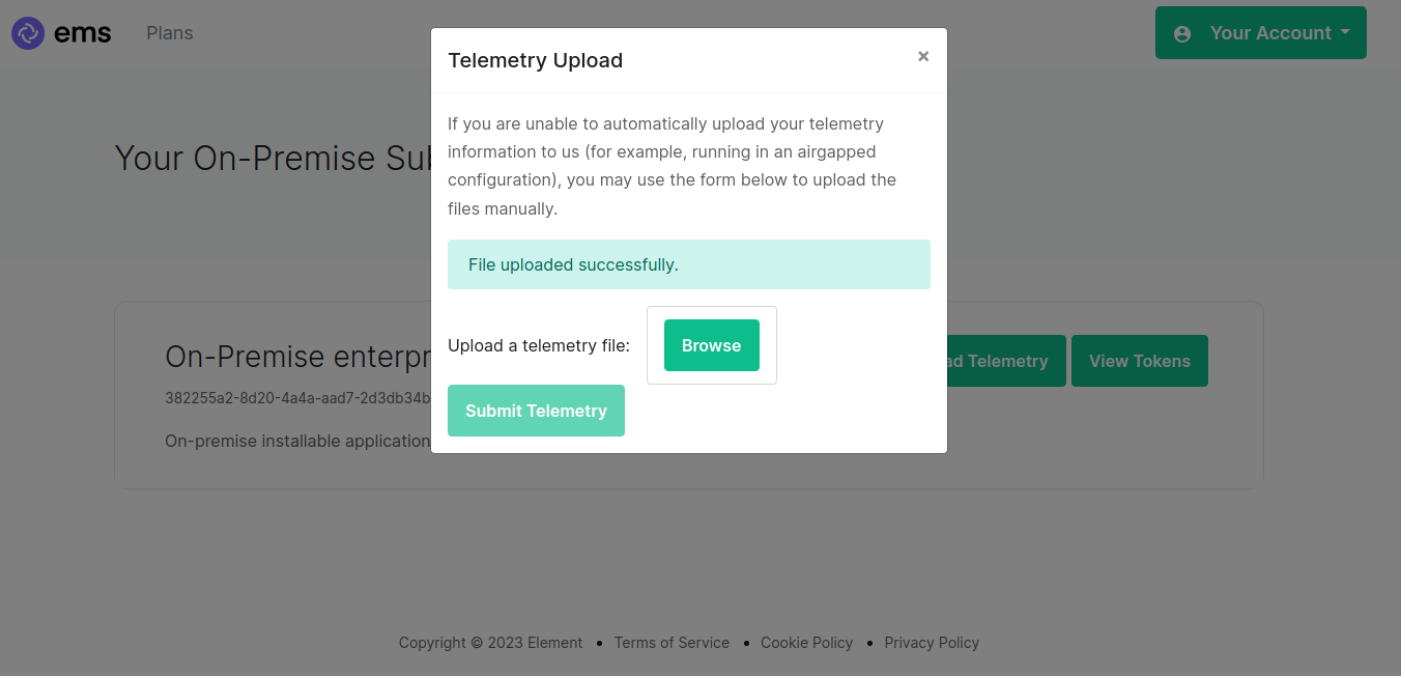 ems
Plans
Your Account
Telemetry Upload
×
If you are unable to automatically upload your telemetry
information to us (for example, running in an airgapped
configuration), you may use the form below to upload the
files manually.
File uploaded successfully.
Upload a telemetry file:
Browse
Submit Telemetry
Your On-Premise Su
On-Premise enterpr
382255a2-8d20-4a4a-aad7-2d3db34b
On-premise installable application
ad Telemetry
View Tokens
Copyright © 2023 Element • Terms of Service • Cookie Policy • Privacy Policy